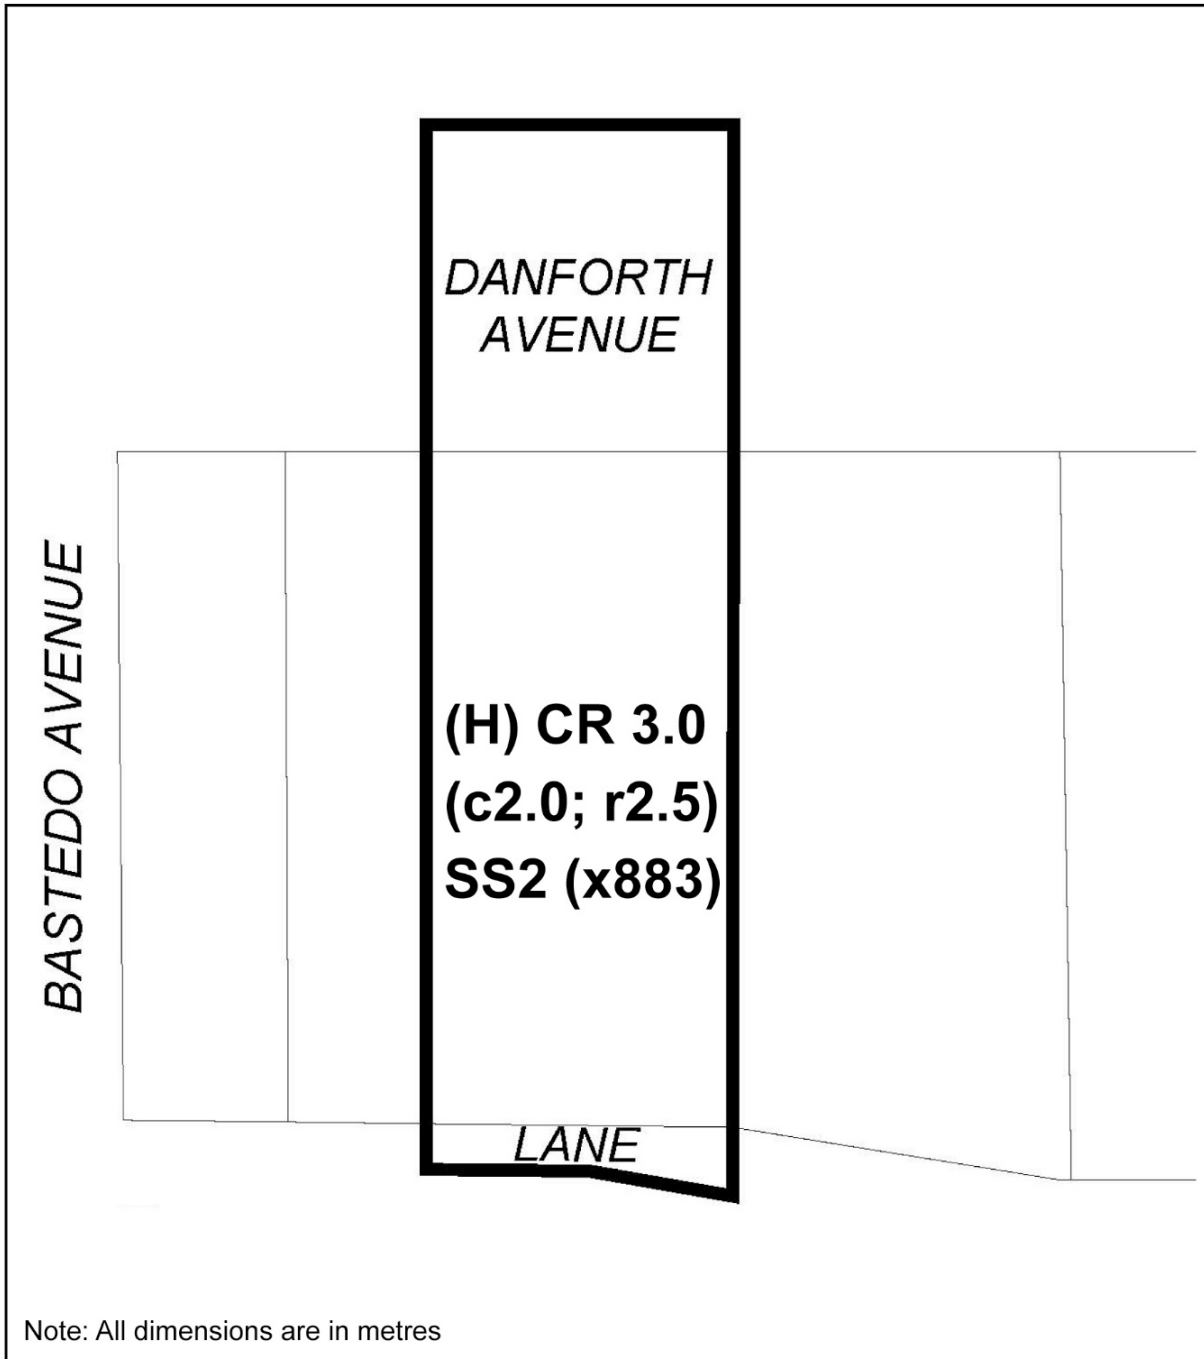 DANFORTH
AVENUE
BASTEDO AVENUE
(H) CR 3.0
(c2.0; r2.5)
SS2 (x883)
LANE
Note: All dimensions are in metres